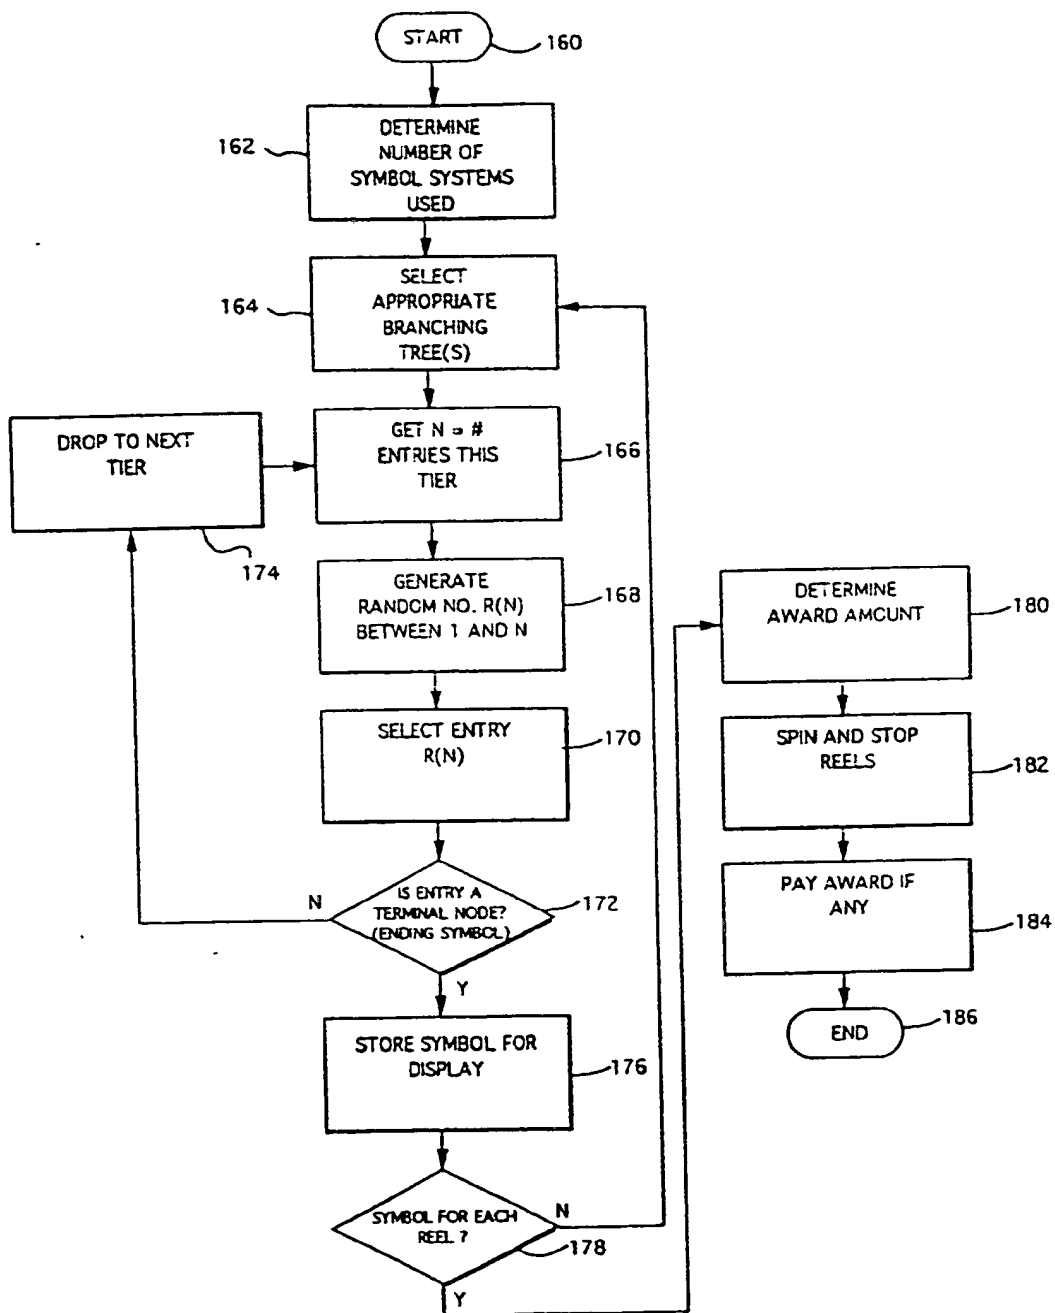 START
160
162
DETERMINE
NUMBER OF
SYMBOL SYSTEMS
USED
164
SELECT
APPROPRIATE
BRANCHING
TREE(S)
DROP TO NEXT
TIER
174
GET N = #
ENTRIES THIS
TIER
166
GENERATE
RANDOM NO. R(N)
BETWEEN 1 AND N
168
SELECT ENTRY
R(N)
170
N
IS ENTRY A
TERMINAL NODE?
(ENDING SYMBOL)
172
Y
STORE SYMBOL FOR
DISPLAY
176
SYMBOL FOR EACH
REEL ?
N
178
Y
DETERMINE
AWARD AMOUNT
180
SPIN AND STOP
REELS
182
PAY AWARD IF
ANY
184
END
186